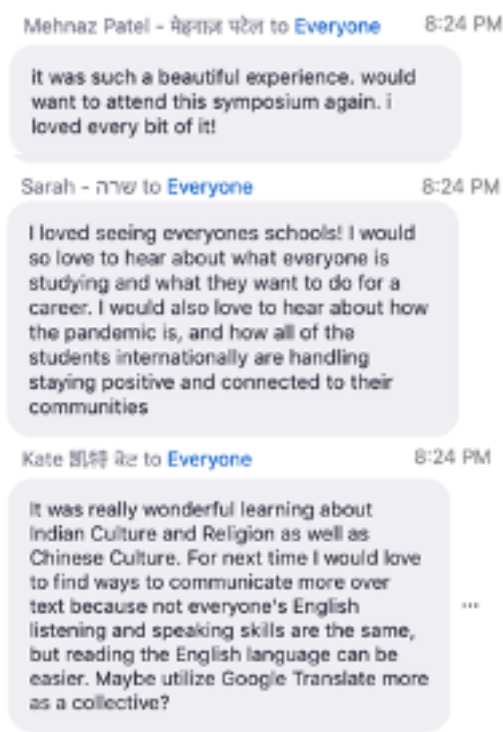 Mehnaz Patel - मेहनाज़ पटेल to Everyone 8:24 PM
it was such a beautiful experience. would
want to attend this symposium again. i
loved every bit of it!
Sarah - שרה to Everyone 8:24 PM
I loved seeing everyones schools! I would
so love to hear about what everyone is
studying and what they want to do for a
career. I would also love to hear about how
the pandemic is, and how all of the
students internationally are handling
staying positive and connected to their
communities
Kate 凱特 केट to Everyone 8:24 PM
It was really wonderful learning about
Indian Culture and Religion as well as
Chinese Culture. For next time I would love
to find ways to communicate more over
text because not everyone's English
listening and speaking skills are the same,
but reading the English language can be
easier. Maybe utilize Google Translate more
as a collective?